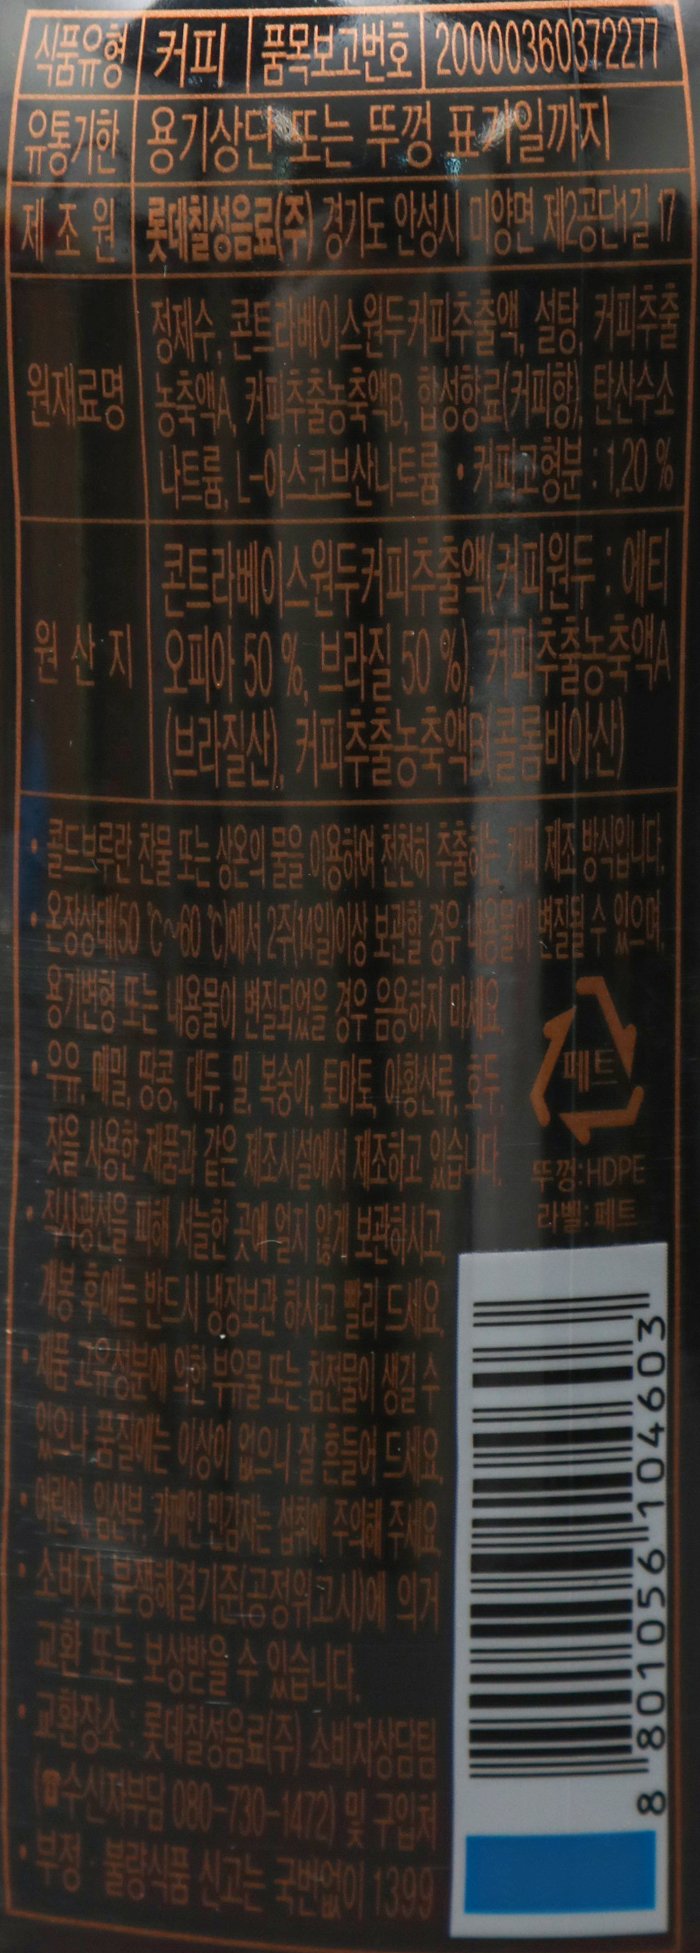 식품유형 커피 품목보고번호 20000360372277
유통기한 용기상단 또는 뚜껑 표기일까지
제조원 롯데칠성음료(주) 경기도 안성시 미양면 제2공단1길 17
원재료명
정제수, 콘트라베이스원두커피추출액, 설탕, 커피추출
농축액A, 커피추출농축액B, 합성향료(커피향), 탄산수소
나트륨, L-아스코브산나트륨 • 커피고형분 : 1.20 %
원산지
콘트라베이스원두커피추출액(커피원두 : 에티
오피아 50 %, 브라질 50 %), 커피추출농축액A
(브라질산), 커피추출농축액B(콜롬비아산)
• 콜드브루란 찬물 또는 상온의 물을 이용하여 천천히 추출하는 커피 제조 방식입니다.
• 온장상태(50 ℃~60 ℃)에서 2주(14일)이상 보관할 경우 내용물이 변질될 수 있으며,
용기변형 또는 내용물이 변질되었을 경우 음용하지 마세요.
• 우유, 메밀, 땅콩, 대두, 밀, 복숭아, 토마토, 아황산류, 호두,
잣을 사용한 제품과 같은 제조시설에서 제조하고 있습니다.
• 직사광선을 피해 서늘한 곳에 얼지 않게 보관하시고,
개봉 후에는 반드시 냉장보관 하시고 빨리 드세요.
• 제품 고유성분에 의한 부유물 또는 침전물이 생길 수
있으나 품질에는 이상이 없으니 잘 흔들어 드세요.
• 어린이, 임산부, 카페인 민감자는 섭취에 주의해 주세요.
• 소비자 분쟁해결기준(공정위고시)에 의거
교환 또는 보상받을 수 있습니다.
• 교환장소 : 롯데칠성음료(주) 소비자상담팀
(☎수신자부담 080-730-1472) 및 구입처
• 부정·불량식품 신고는 국번없이 1399
페트
뚜껑:HDPE
라벨:페트
8 801056 104603